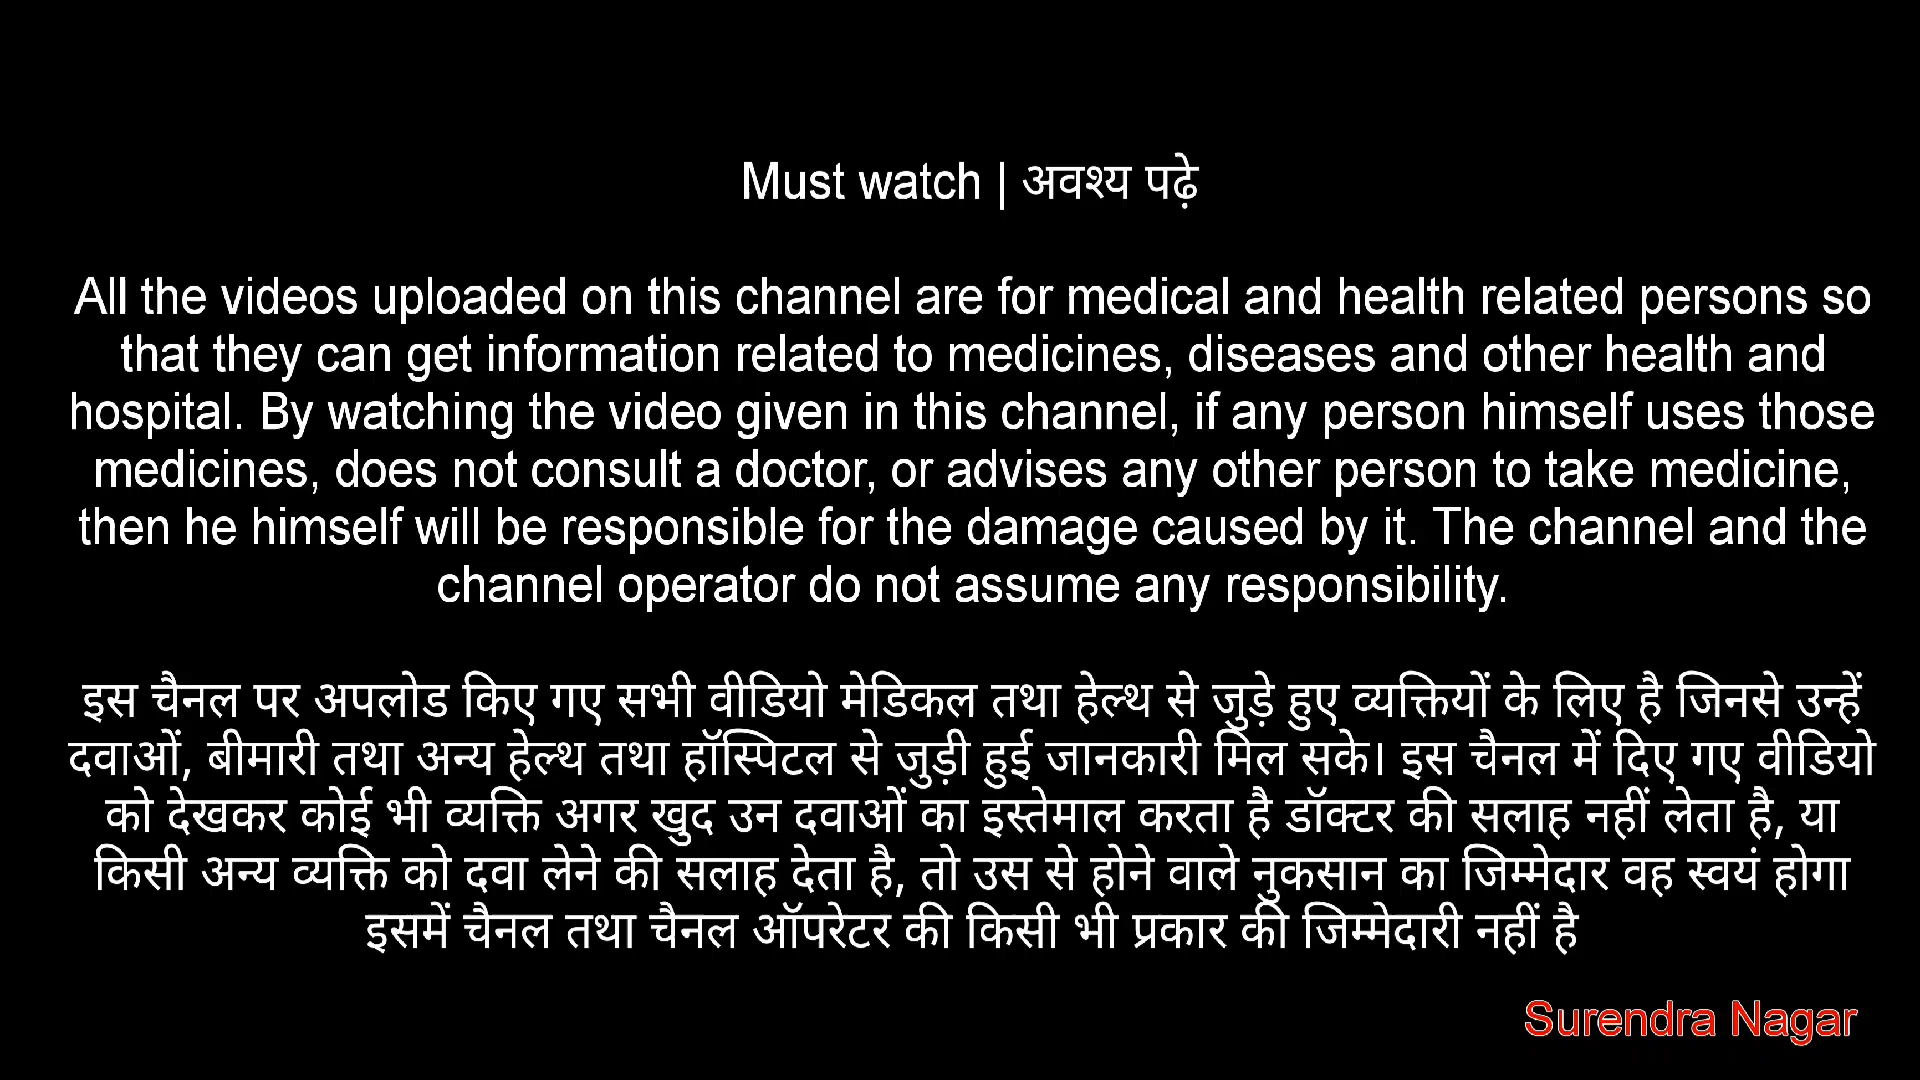 Must watch | अवश्य पढ़े
All the videos uploaded on this channel are for medical and health related persons so
that they can get information related to medicines, diseases and other health and
hospital. By watching the video given in this channel, if any person himself uses those
medicines, does not consult a doctor, or advises any other person to take medicine,
then he himself will be responsible for the damage caused by it. The channel and the
channel operator do not assume any responsibility.
इस चैनल पर अपलोड किए गए सभी वीडियो मेडिकल तथा हेल्थ से जुड़े हुए व्यक्तियों के लिए है जिनसे उन्हें
दवाओं, बीमारी तथा अन्य हेल्थ तथा हॉस्पिटल से जुड़ी हुई जानकारी मिल सके। इस चैनल में दिए गए वीडियो
को देखकर कोई भी व्यक्ति अगर खुद उन दवाओं का इस्तेमाल करता है डॉक्टर की सलाह नहीं लेता है, या
किसी अन्य व्यक्ति को दवा लेने की सलाह देता है, तो उस से होने वाले नुकसान का जिम्मेदार वह स्वयं होगा
इसमें चैनल तथा चैनल ऑपरेटर की किसी भी प्रकार की जिम्मेदारी नहीं है
Surendra Nagar